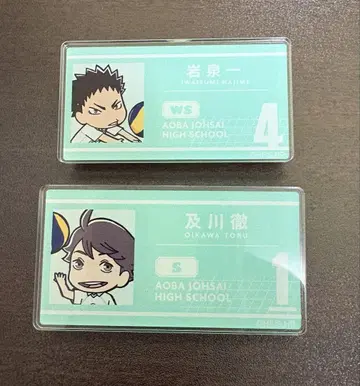 岩泉一
IWAIZUMI HAJIME
WS
AOBA JOHSAI
HIGH SCHOOL
4
及川徹
OIKAWA TORU
S
AOBA JOHSAI
HIGH SCHOOL
1